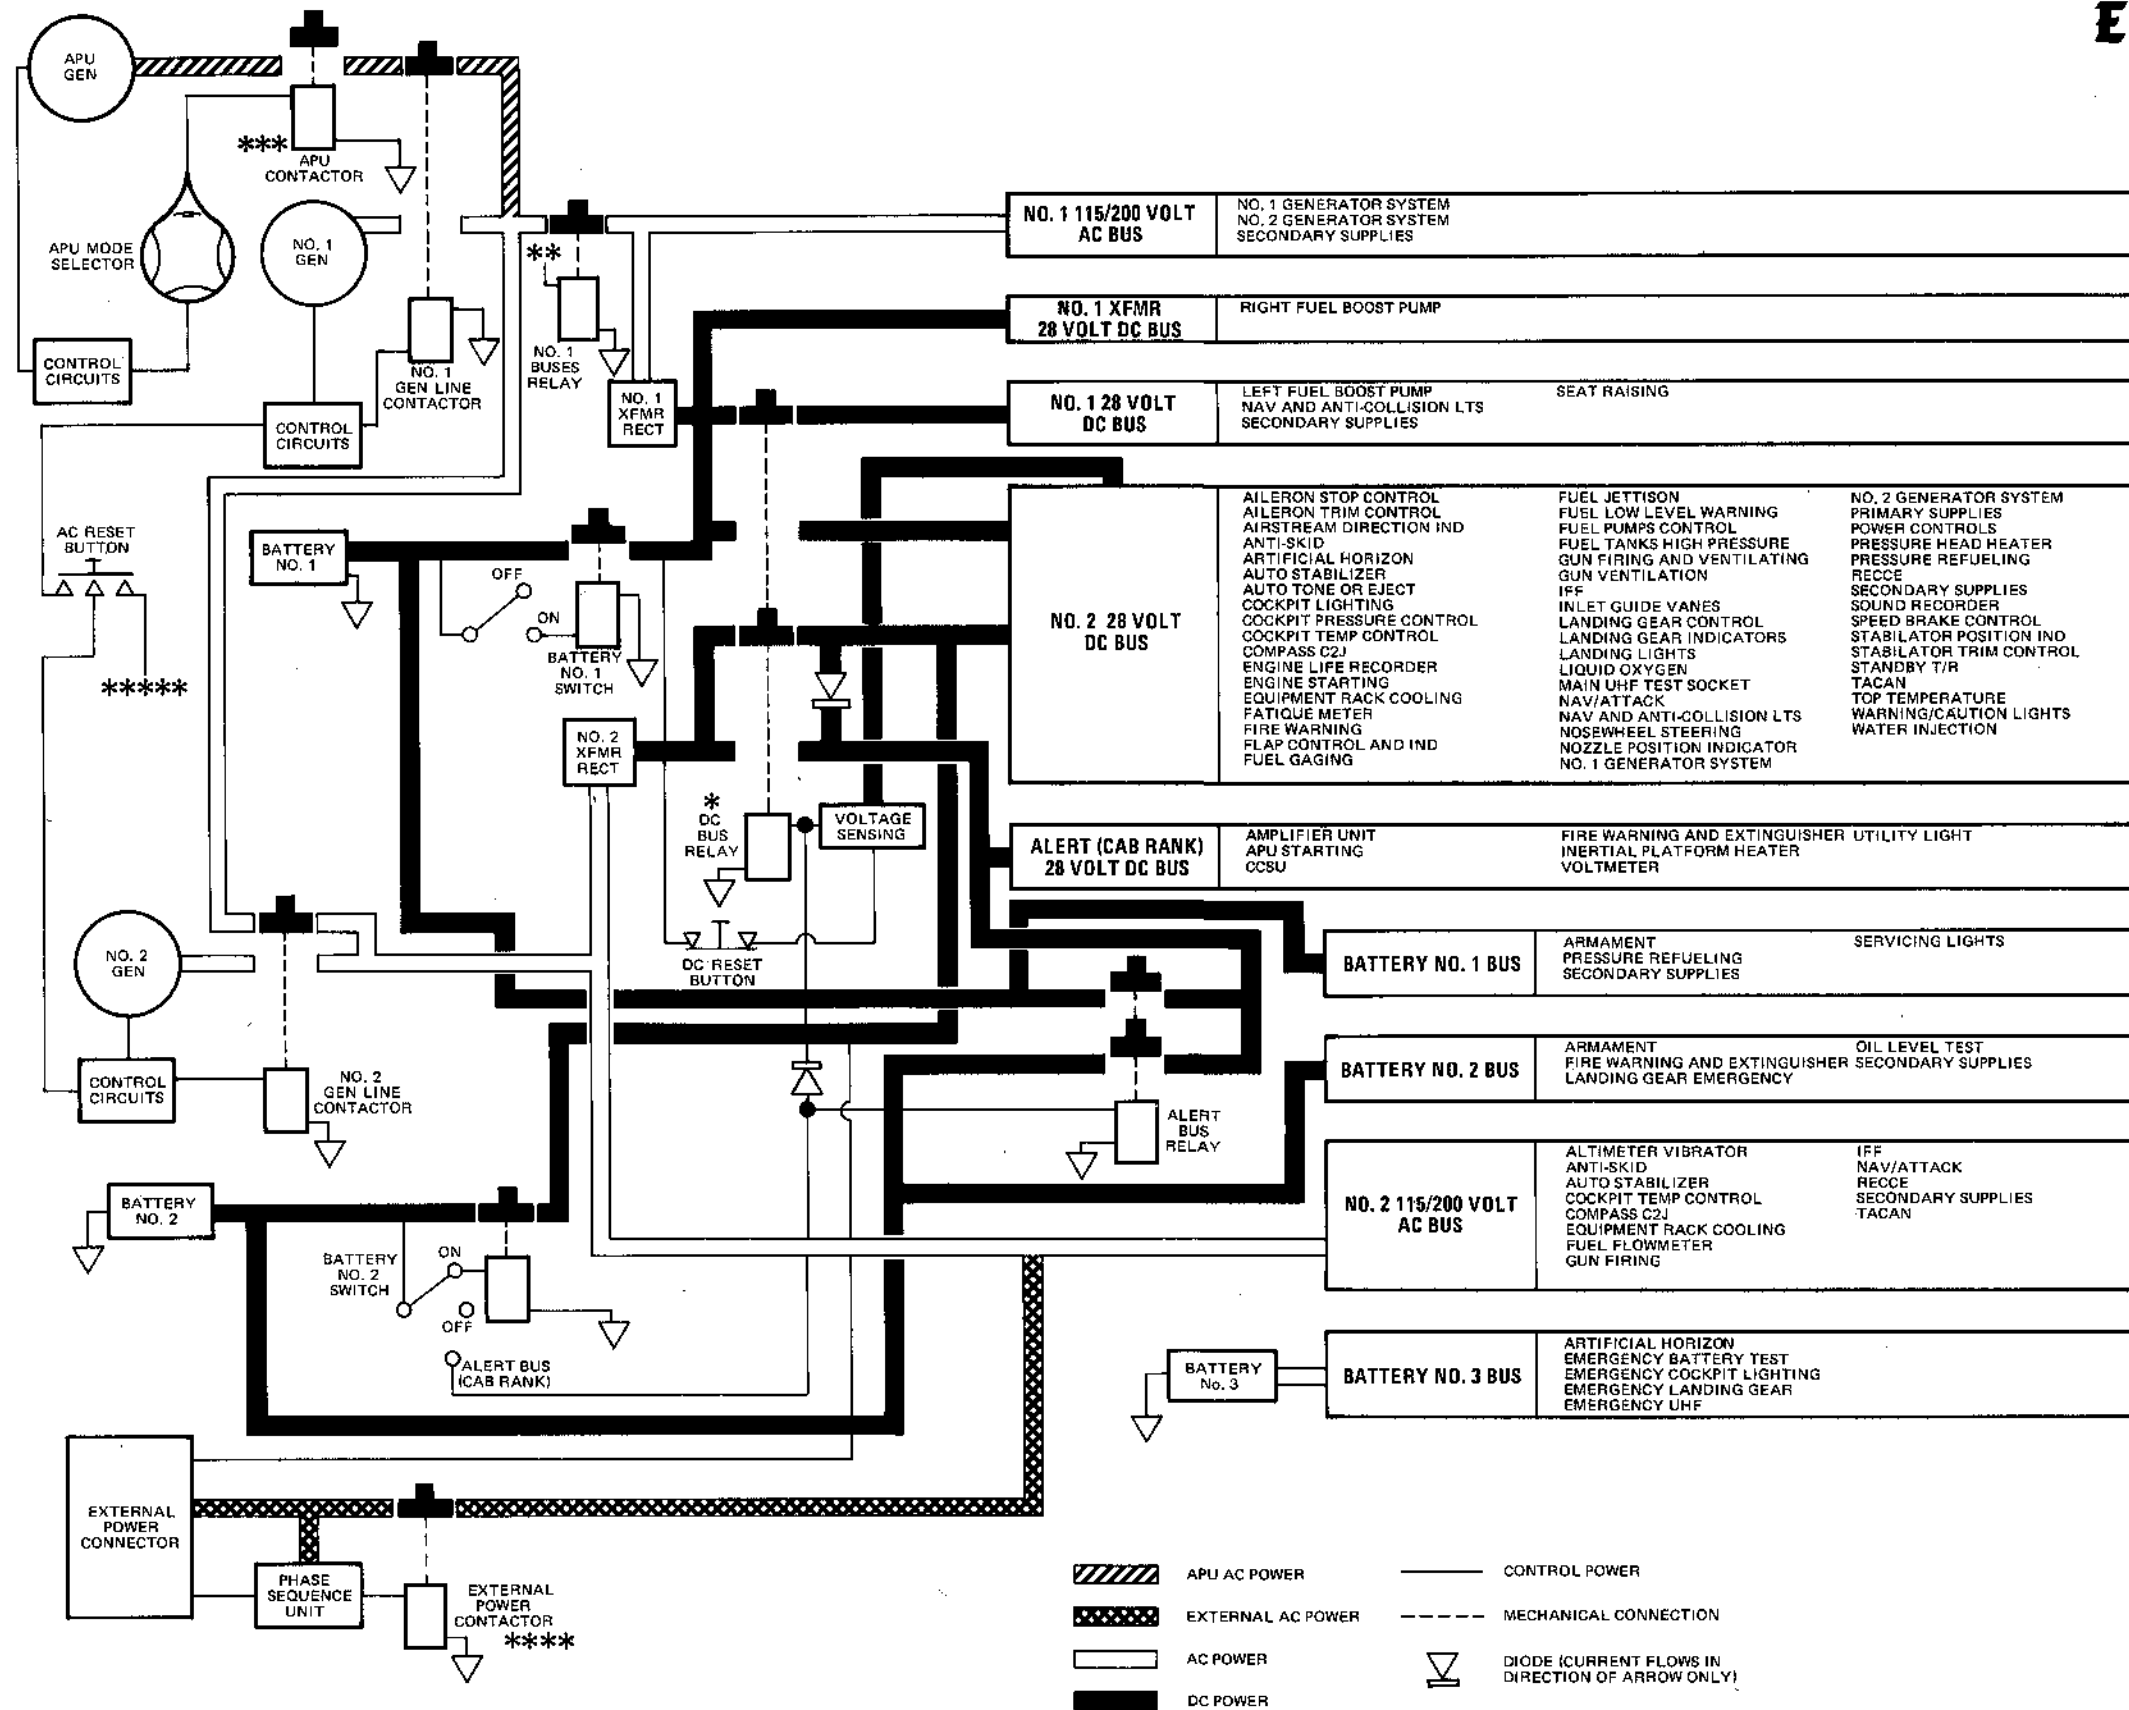 E
APU
GEN
***
APU
CONTACTOR
APU MODE
SELECTOR
NO. 1
GEN
CONTROL
CIRCUITS
NO. 1
GEN LINE
CONTACTOR
CONTROL
CIRCUITS
**
NO. 1
BUSES
RELAY
NO. 1
XFMR
RECT
AC RESET
BUTTON
*****
BATTERY
NO. 1
OFF
ON
BATTERY
NO. 1
SWITCH
NO. 2
XFMR
RECT
*
DC
BUS
RELAY
VOLTAGE
SENSING
DC RESET
BUTTON
NO. 2
GEN
CONTROL
CIRCUITS
NO. 2
GEN LINE
CONTACTOR
ALERT
BUS
RELAY
BATTERY
NO. 2
BATTERY
NO. 2
SWITCH
ON
OFF
ALERT BUS
(CAB RANK)
EXTERNAL
POWER
CONNECTOR
PHASE
SEQUENCE
UNIT
EXTERNAL
POWER
CONTACTOR
****
NO. 1 115/200 VOLT
AC BUS
NO. 1 GENERATOR SYSTEM
NO. 2 GENERATOR SYSTEM
SECONDARY SUPPLIES
NO. 1 XFMR
28 VOLT DC BUS
RIGHT FUEL BOOST PUMP
NO. 1 28 VOLT
DC BUS
LEFT FUEL BOOST PUMP
NAV AND ANTI-COLLISION LTS
SECONDARY SUPPLIES
SEAT RAISING
NO. 2 28 VOLT
DC BUS
AILERON STOP CONTROL
AILERON TRIM CONTROL
AIRSTREAM DIRECTION IND
ANTI-SKID
ARTIFICIAL HORIZON
AUTO STABILIZER
AUTO TONE OR EJECT
COCKPIT LIGHTING
COCKPIT PRESSURE CONTROL
COCKPIT TEMP CONTROL
COMPASS C2J
ENGINE LIFE RECORDER
ENGINE STARTING
EQUIPMENT RACK COOLING
FATIQUE METER
FIRE WARNING
FLAP CONTROL AND IND
FUEL GAGING
FUEL JETTISON
FUEL LOW LEVEL WARNING
FUEL PUMPS CONTROL
FUEL TANKS HIGH PRESSURE
GUN FIRING AND VENTILATING
GUN VENTILATION
IFF
INLET GUIDE VANES
LANDING GEAR CONTROL
LANDING GEAR INDICATORS
LANDING LIGHTS
LIQUID OXYGEN
MAIN UHF TEST SOCKET
NAV/ATTACK
NAV AND ANTI-COLLISION LTS
NOSEWHEEL STEERING
NOZZLE POSITION INDICATOR
NO. 1 GENERATOR SYSTEM
NO. 2 GENERATOR SYSTEM
PRIMARY SUPPLIES
POWER CONTROLS
PRESSURE HEAD HEATER
PRESSURE REFUELING
RECCE
SECONDARY SUPPLIES
SOUND RECORDER
SPEED BRAKE CONTROL
STABILATOR POSITION IND
STABILATOR TRIM CONTROL
STANDBY T/R
TACAN
TOP TEMPERATURE
WARNING/CAUTION LIGHTS
WATER INJECTION
ALERT (CAB RANK)
28 VOLT DC BUS
AMPLIFIER UNIT
APU STARTING
CCSU
FIRE WARNING AND EXTINGUISHER UTILITY LIGHT
INERTIAL PLATFORM HEATER
VOLTMETER
BATTERY NO. 1 BUS
ARMAMENT
PRESSURE REFUELING
SECONDARY SUPPLIES
SERVICING LIGHTS
BATTERY NO. 2 BUS
ARMAMENT OIL LEVEL TEST
FIRE WARNING AND EXTINGUISHER SECONDARY SUPPLIES
LANDING GEAR EMERGENCY
NO. 2 115/200 VOLT
AC BUS
ALTIMETER VIBRATOR
ANTI-SKID
AUTO STABILIZER
COCKPIT TEMP CONTROL
COMPASS C2J
EQUIPMENT RACK COOLING
FUEL FLOWMETER
GUN FIRING
IFF
NAV/ATTACK
RECCE
SECONDARY SUPPLIES
TACAN
BATTERY
No. 3
BATTERY NO. 3 BUS
ARTIFICIAL HORIZON
EMERGENCY BATTERY TEST
EMERGENCY COCKPIT LIGHTING
EMERGENCY LANDING GEAR
EMERGENCY UHF
APU AC POWER
EXTERNAL AC POWER
AC POWER
DC POWER
CONTROL POWER
MECHANICAL CONNECTION
DIODE (CURRENT FLOWS IN
DIRECTION OF ARROW ONLY)